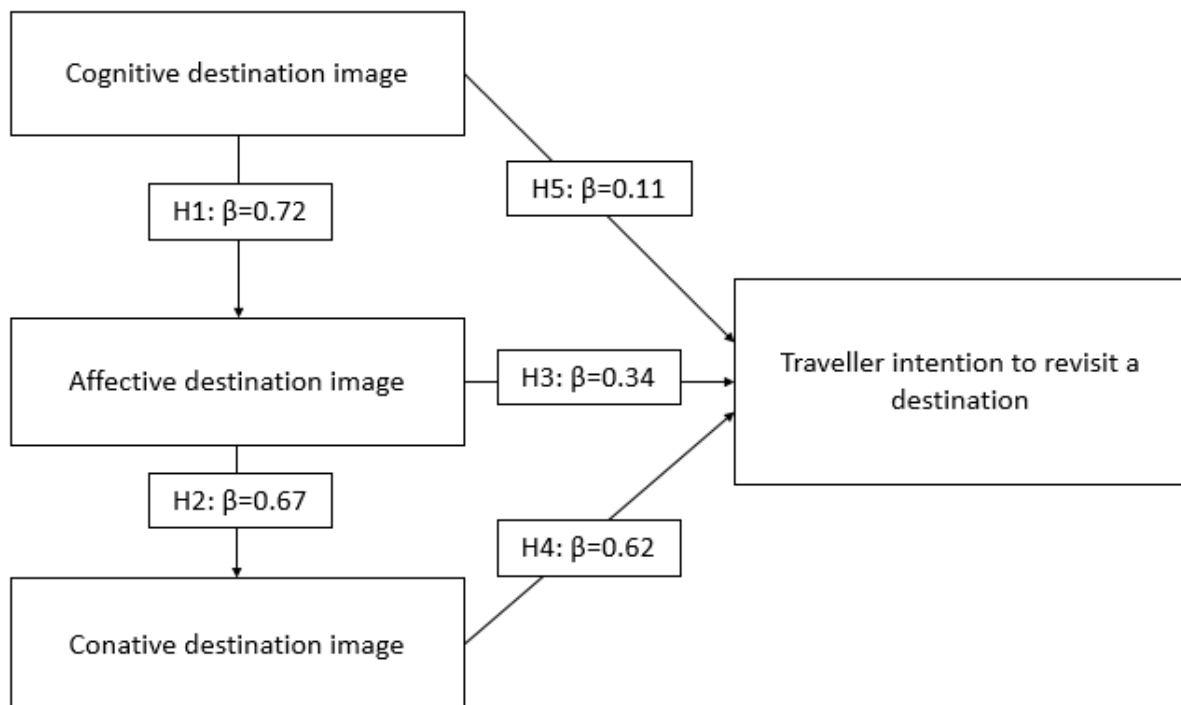 Cognitive destination image
H5: β=0.11
H1: β=0.72
Affective destination image
H3: β=0.34
Traveller intention to revisit a
destination
H2: β=0.67
H4: β=0.62
Conative destination image